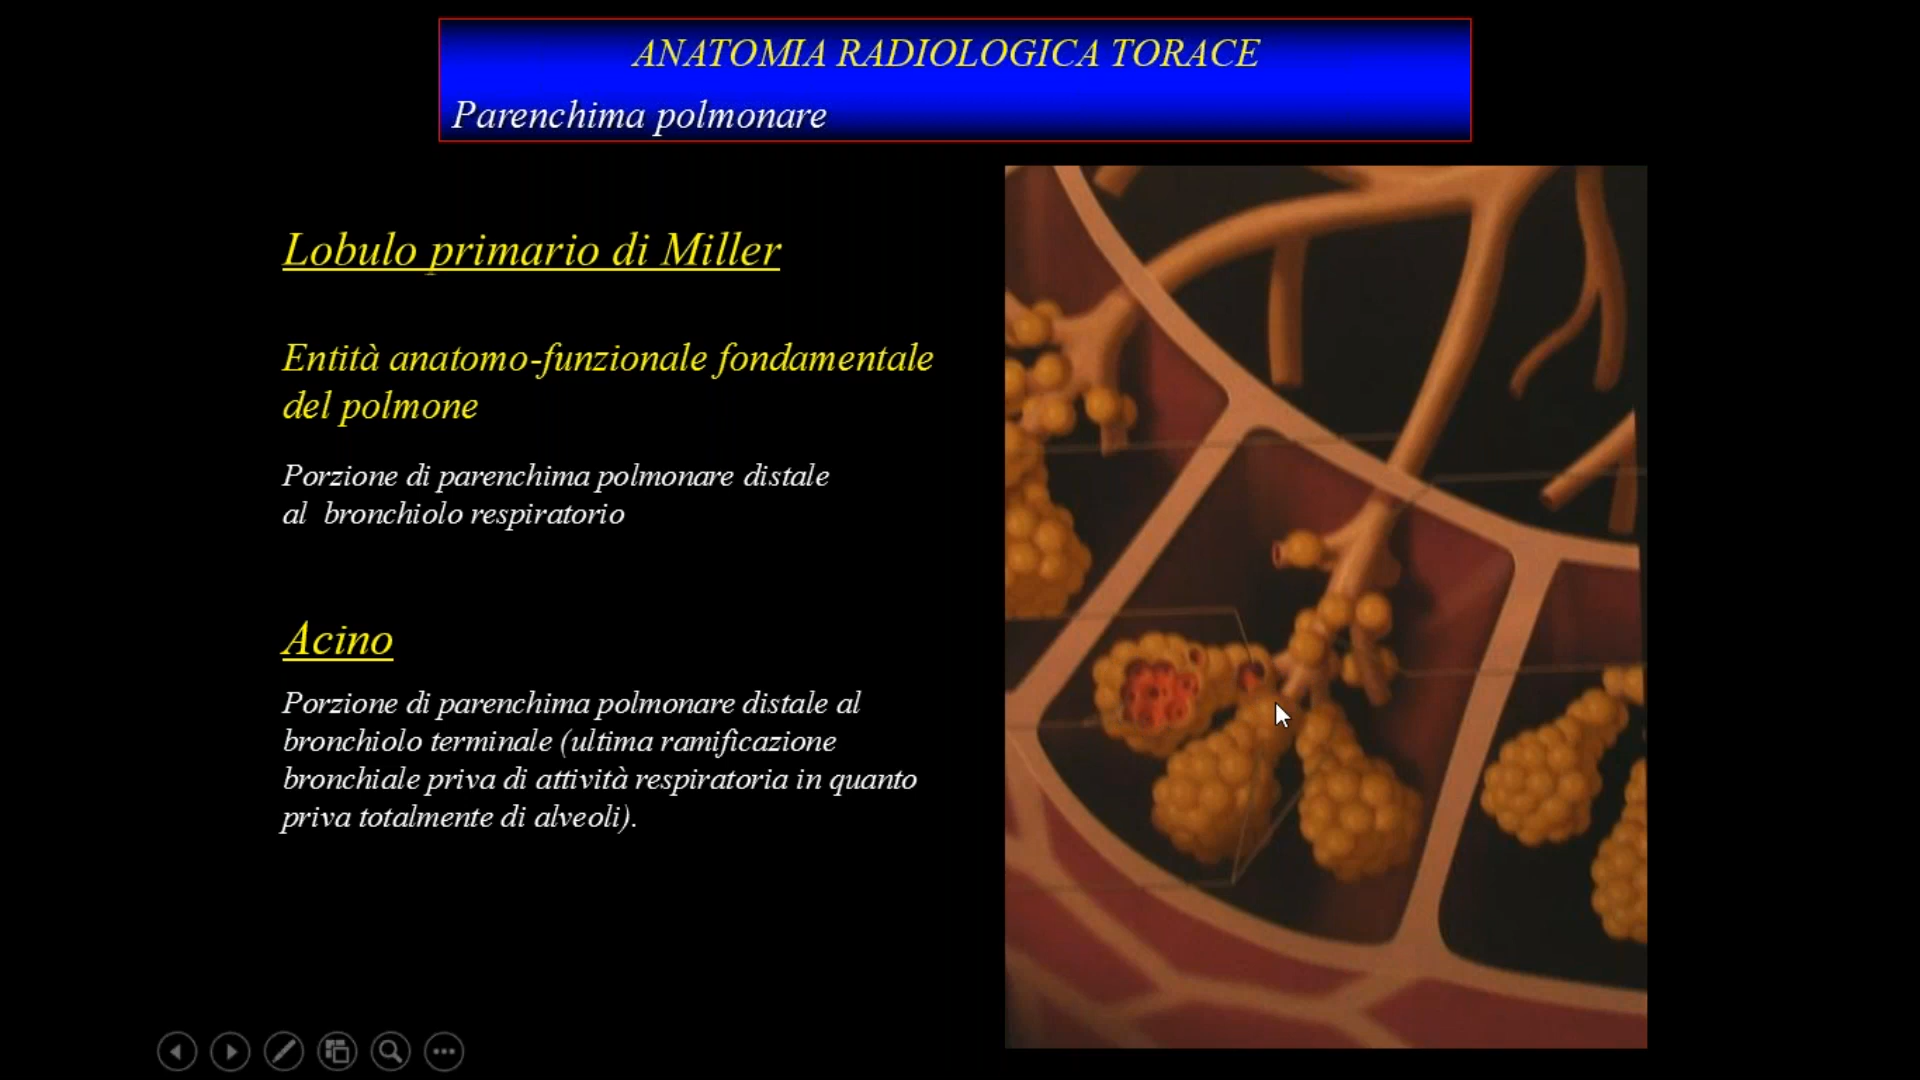 ANATOMIA RADIOLOGICA TORACE
Parenchima polmonare
Lobulo primario di Miller
Entità anatomo-funzionale fondamentale
del polmone
Porzione di parenchima polmonare distale
al  bronchiolo respiratorio
Acino
Porzione di parenchima polmonare distale al
bronchiolo terminale (ultima ramificazione
bronchiale priva di attività respiratoria in quanto
priva totalmente di alveoli).